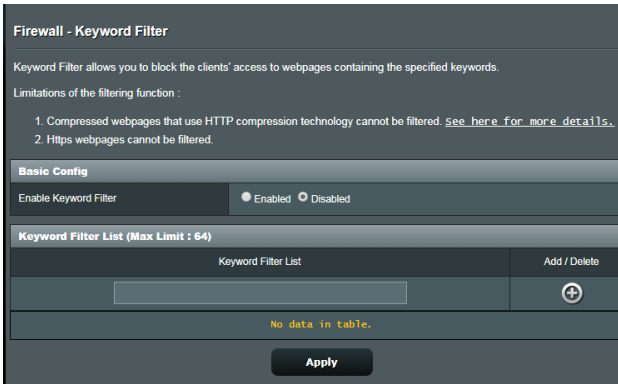 Firewall - Keyword Filter
Keyword Filter allows you to block the clients' access to webpages containing the specified keywords.
Limitations of the filtering function :
1. Compressed webpages that use HTTP compression technology cannot be filtered. See here for more details.
2. Https webpages cannot be filtered.
Basic Config
Enable Keyword Filter Enabled Disabled
Keyword Filter List (Max Limit : 64)
Keyword Filter List Add / Delete
No data in table.
Apply